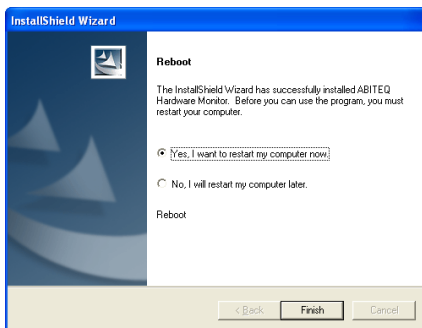 InstallShield Wizard
Reboot
The InstallShield Wizard has successfully installed ABITEQ
Hardware Monitor. Before you can use the program, you must
restart your computer.
Yes, I want to restart my computer now.
No, I will restart my computer later.
Reboot
< Back Finish Cancel